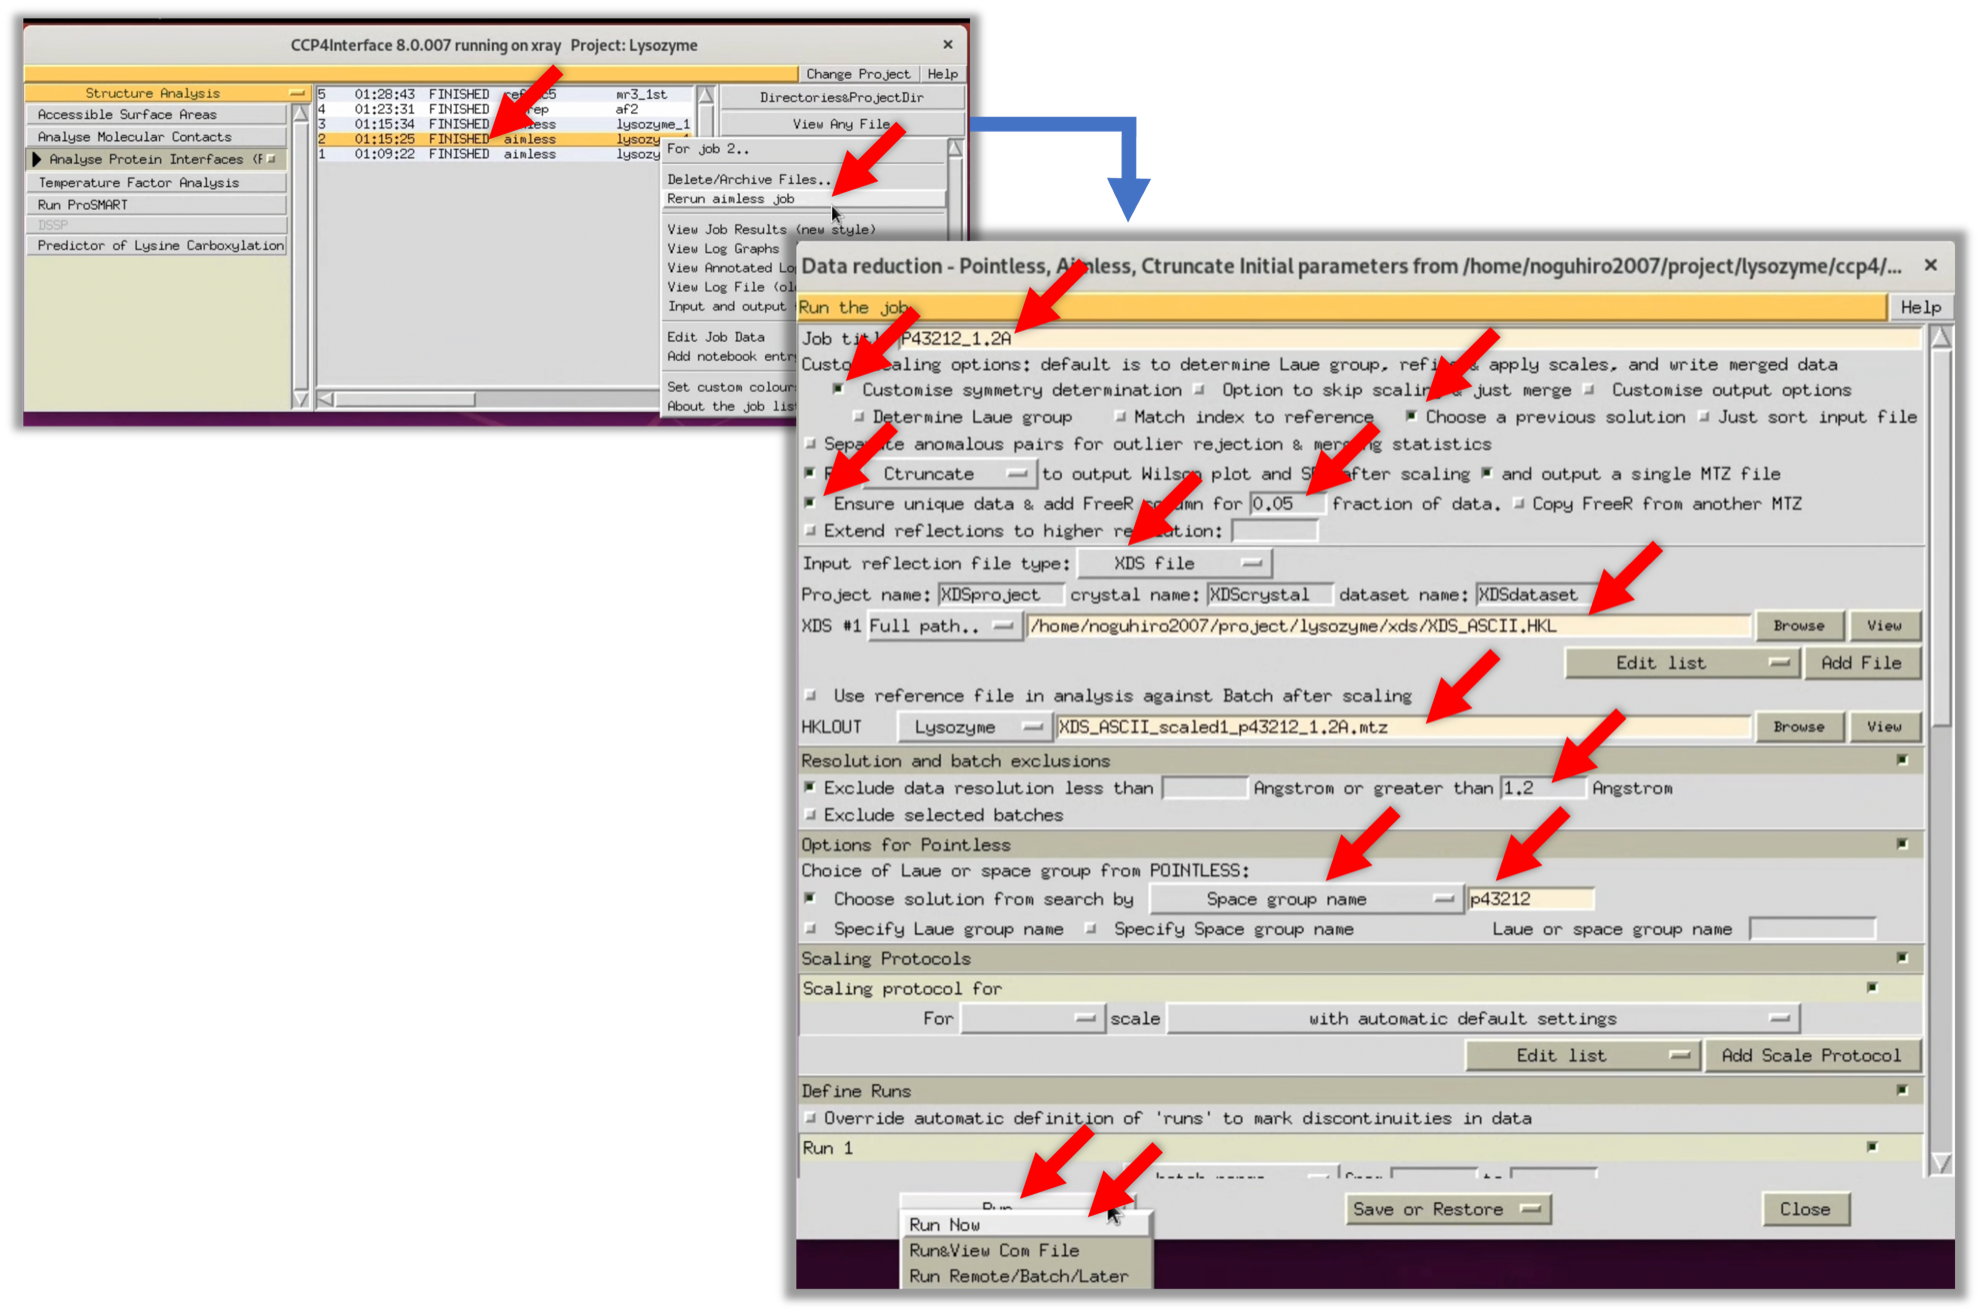 CCP4Interface 8.0.007 running on xray Project: Lysozyme
Change Project Help
Structure Analysis
Accessible Surface Areas
Analyse Molecular Contacts
Analyse Protein Interfaces (F
Temperature Factor Analysis
Run ProSMART
DSSP
Predictor of Lysine Carboxylation
5 01:28:43 FINISHED mr3_1st
4 01:23:31 FINISHED af2
3 01:15:34 FINISHED lysozyme_1
2 01:15:25 FINISHED aimless
1 01:09:22 FINISHED aimless lysozy
Directories&ProjectDir
View Any File
For job 2..
Delete/Archive Files..
Rerun aimless job
View Job Results (new style)
View Log Graphs
View Annotated Lo
View Log File (ol
Input and output
Edit Job Data
Add notebook entr
Set custom colour
About the job lis
Data reduction - Pointless, Aimless, Ctruncate Initial parameters from /home/noguhiro2007/project/lysozyme/ccp4/...
Run the job
Help
Job titl P43212_1.2A
Custo aling options: default is to determine Laue group, refi & apply scales, and write merged data
Customise symmetry determination Option to skip scaling & just merge Customise output options
Determine Laue group Match index to reference Choose a previous solution Just sort input file
Separate anomalous pairs for outlier rejection & merging statistics
Ctruncate to output Wilson plot and after scaling and output a single MTZ file
Ensure unique data & add FreeR column for 0.05 fraction of data. Copy FreeR from another MTZ
Extend reflections to higher resolution:
Input reflection file type: XDS file
Project name: XDSproject crystal name: XDScrystal dataset name: XDSdataset
XDS #1 Full path.. /home/noguhiro2007/project/lysozyme/xds/XDS_ASCII.HKL Browse View
Edit list Add File
Use reference file in analysis against Batch after scaling
HKLOUT Lysozyme XDS_ASCII_scaled1_p43212_1.2A.mtz Browse View
Resolution and batch exclusions
Exclude data resolution less than Angstrom or greater than 1.2 Angstrom
Exclude selected batches
Options for Pointless
Choice of Laue or space group from POINTLESS:
Choose solution from search by Space group name p43212
Specify Laue group name Specify Space group name Laue or space group name
Scaling Protocols
Scaling protocol for
For scale with automatic default settings
Edit list Add Scale Protocol
Define Runs
Override automatic definition of 'runs' to mark discontinuities in data
Run 1
Run Save or Restore Close
Run Now
Run&View Com File
Run Remote/Batch/Later